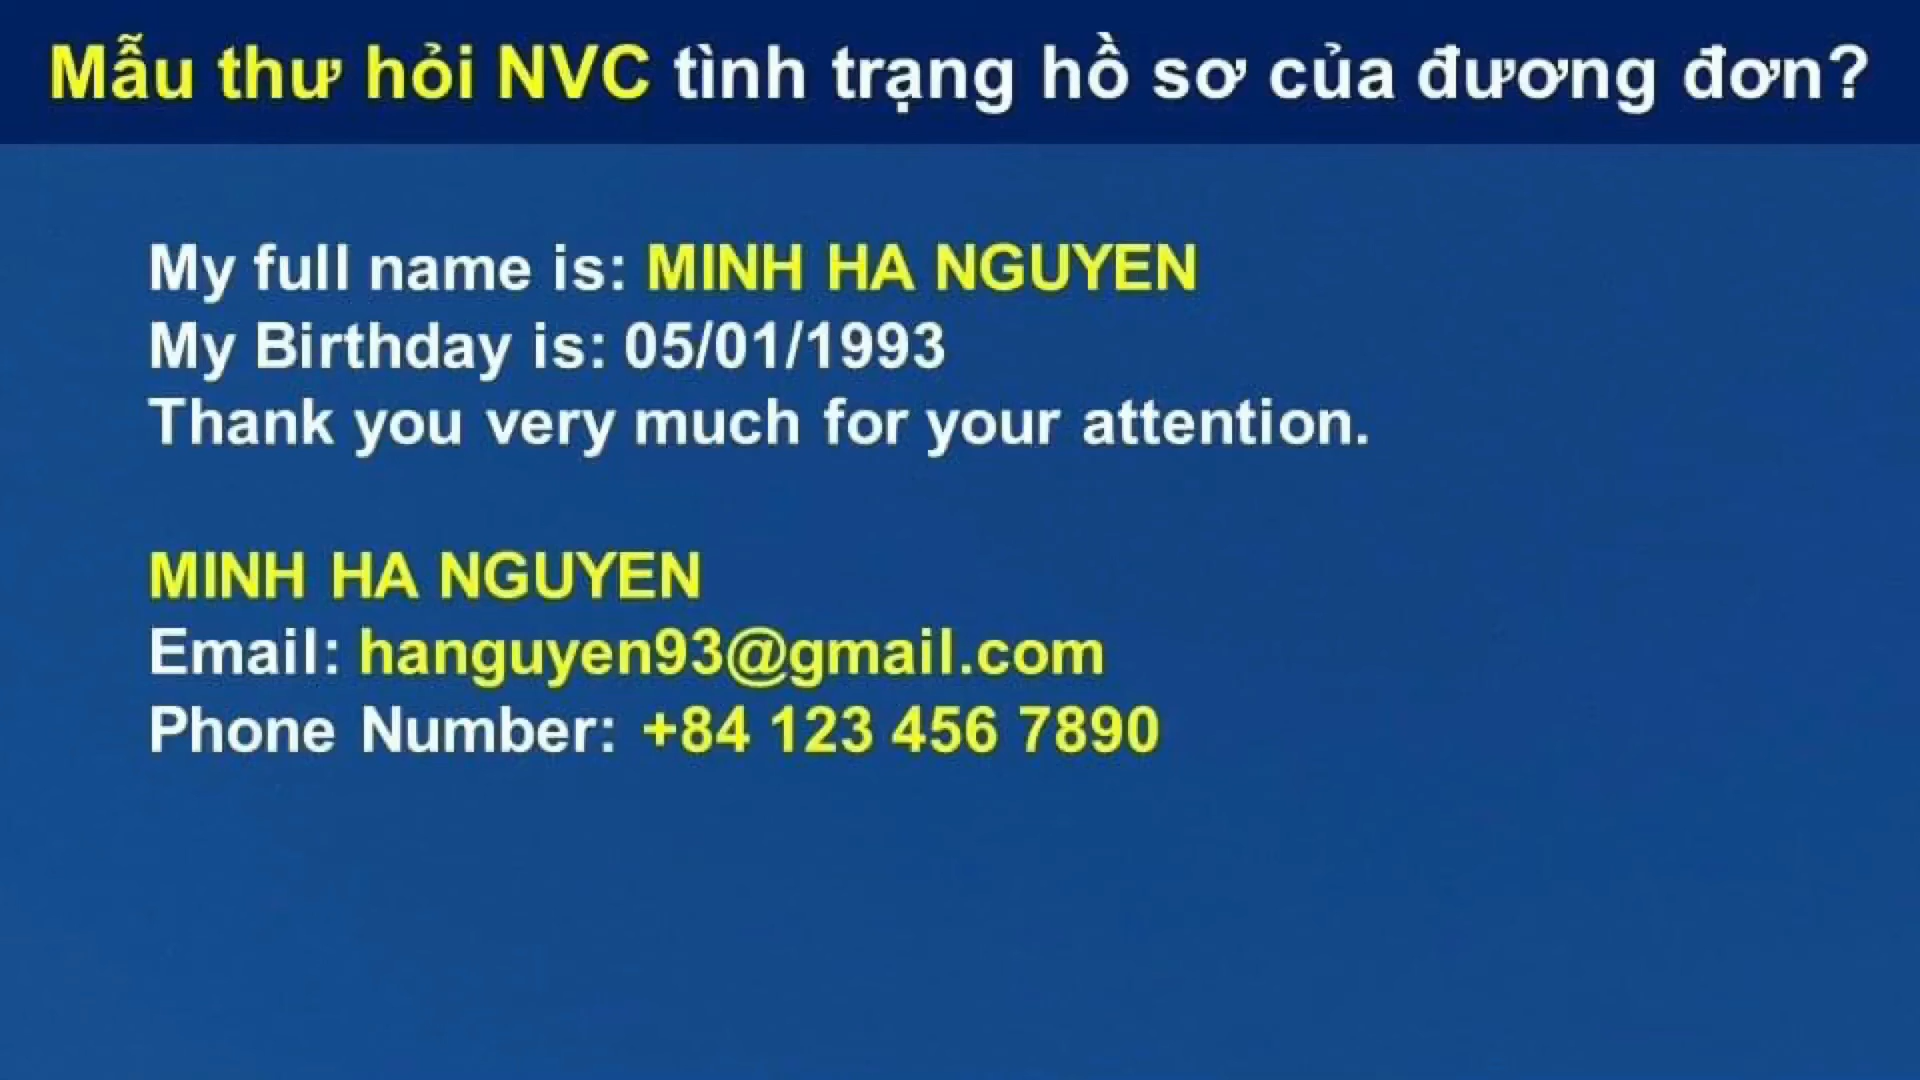 Mẫu thư hỏi NVC tình trạng hồ sơ của đương đơn?
My full name is: MINH HA NGUYEN
My Birthday is: 05/01/1993
Thank you very much for your attention.
MINH HA NGUYEN
Email: hanguyen93@gmail.com
Phone Number: +84 123 456 7890